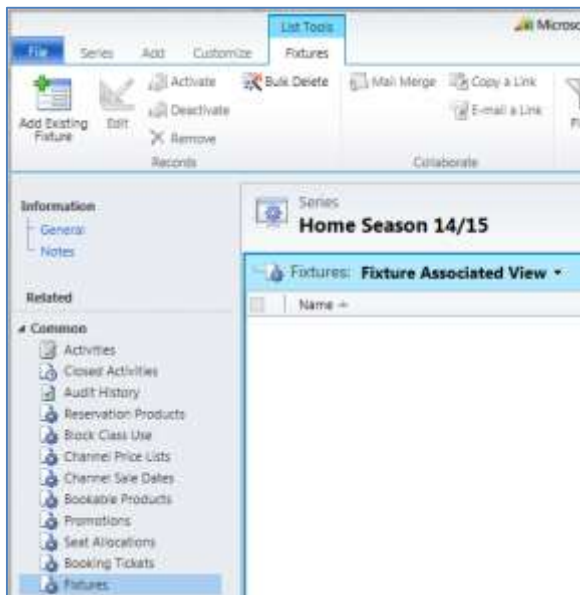 List Tools
Microso
File Series Add Customize Fixtures
Add Existing Fixture
Edit
Activate
Deactivate
Remove
Bulk Delete
Mail Merge
Copy a Link
E-mail a Link
Records
Collaborate
Information
General
Notes
Related
Common
Activities
Closed Activities
Audit History
Reservation Products
Block Class Use
Channel Price Lists
Channel Sale Dates
Bookable Products
Promotions
Seat Allocations
Booking Tickets
Fixtures
Series
Home Season 14/15
Fixtures: Fixture Associated View
Name